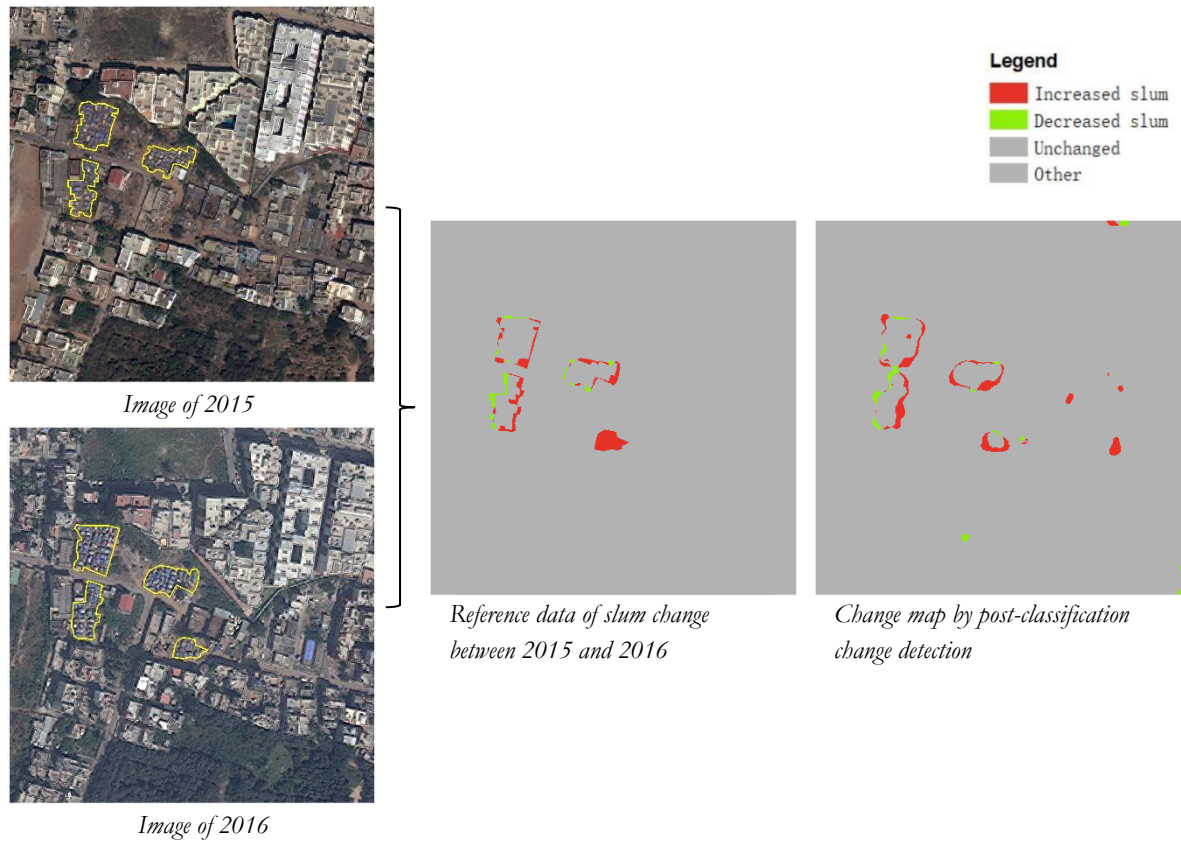 Legend
Increased slum
Decreased slum
Unchanged
Other
Image of 2015
Reference data of slum change
between 2015 and 2016
Change map by post-classification
change detection
Image of 2016